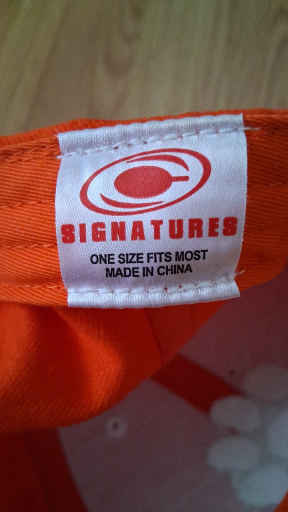 SIGNATURES
ONE SIZE FITS MOST
MADE IN CHINA